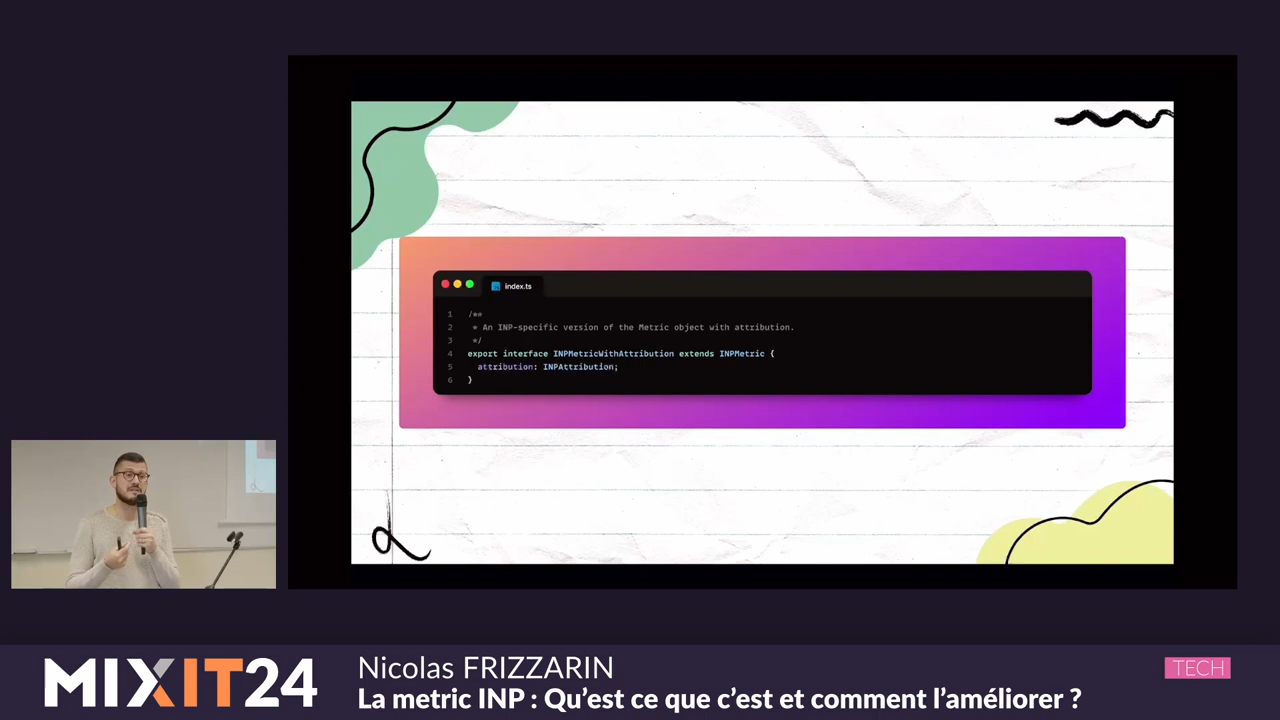 index.ts
1 /**
2 * An INP-specific version of the Metric object with attribution.
3 */
4 export interface INPMetricWithAttribution extends INPMetric {
5 attribution: INPAttribution;
6 }
MIXIT24
Nicolas FRIZZARIN
TECH
La metric INP : Qu’est ce que c’est et comment l’améliorer ?